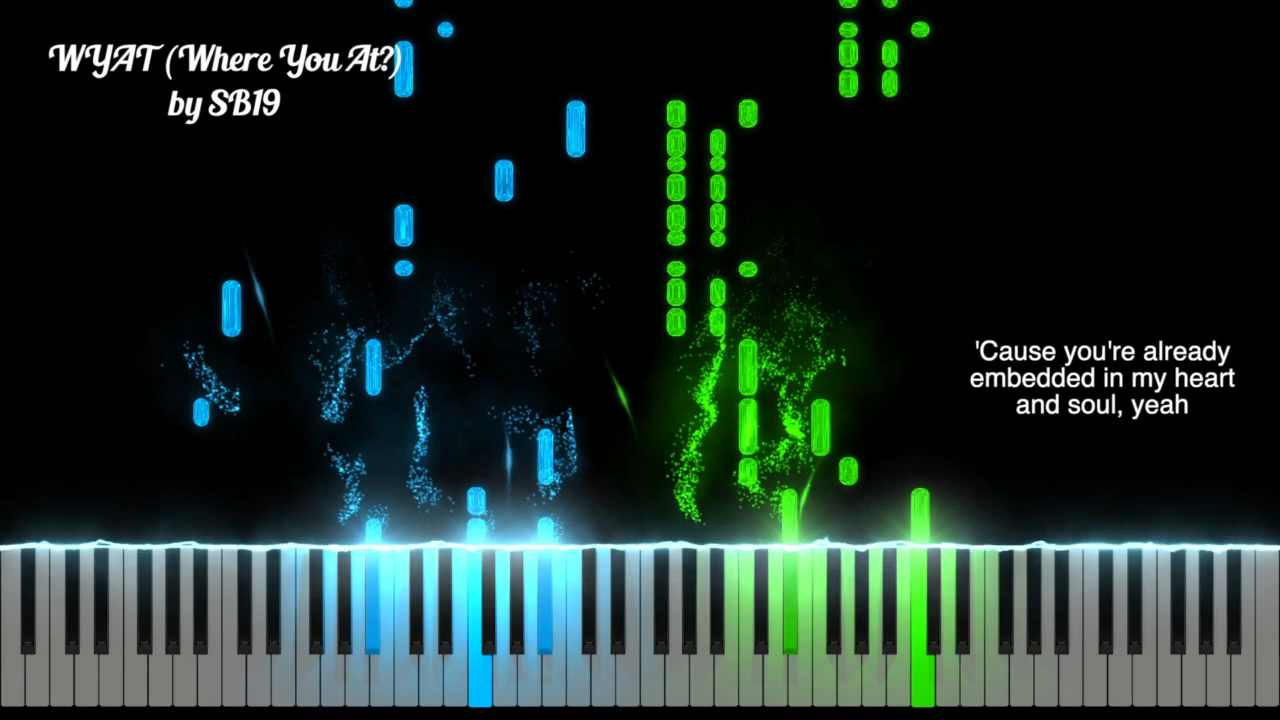 WYAT (Where You At?)
by SB19
'Cause you're already
embedded in my heart
and soul, yeah